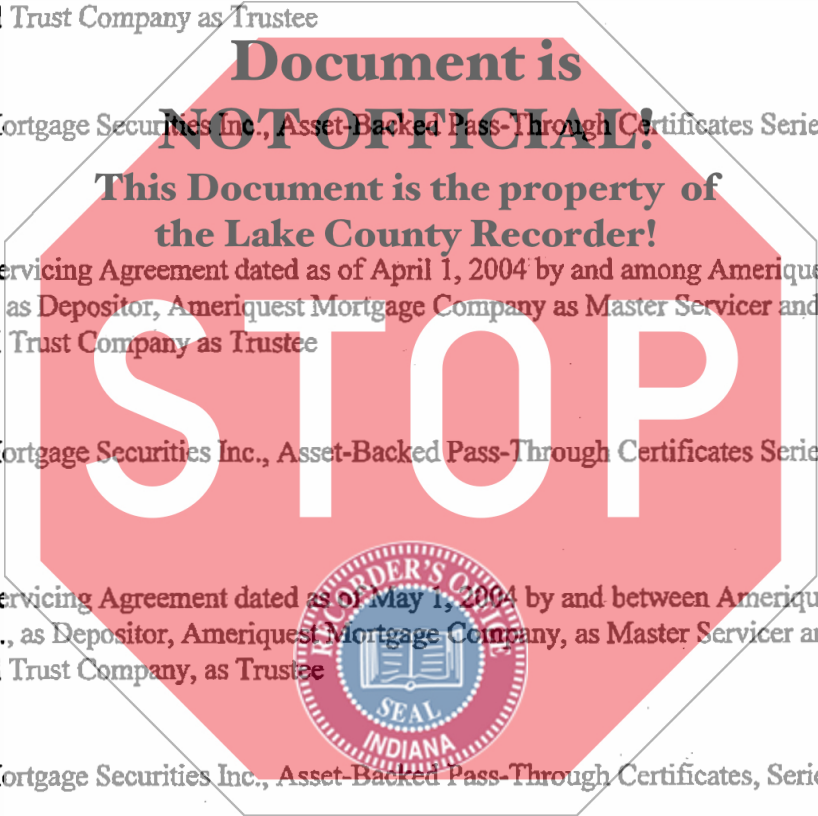 Trust Company as Trustee
Document is
NOT OFFICIAL!
ortgage Securities Inc., Asset-Backed Pass-Through Certificates Serie
This Document is the property of
the Lake County Recorder!
ervicing Agreement dated as of April 1, 2004 by and among Amerique
as Depositor, Ameriquest Mortgage Company as Master Servicer and
Trust Company as Trustee
STOP
ortgage Securities Inc., Asset-Backed Pass-Through Certificates Serie
RECORDER'S OFFICE
ervicing Agreement dated as of May 1, 2004 by and between Ameriqu
., as Depositor, Ameriquest Mortgage Company, as Master Servicer a
Trust Company, as Trustee
SEAL
INDIANA
ortgage Securities Inc., Asset-Backed Pass-Through Certificates, Serie